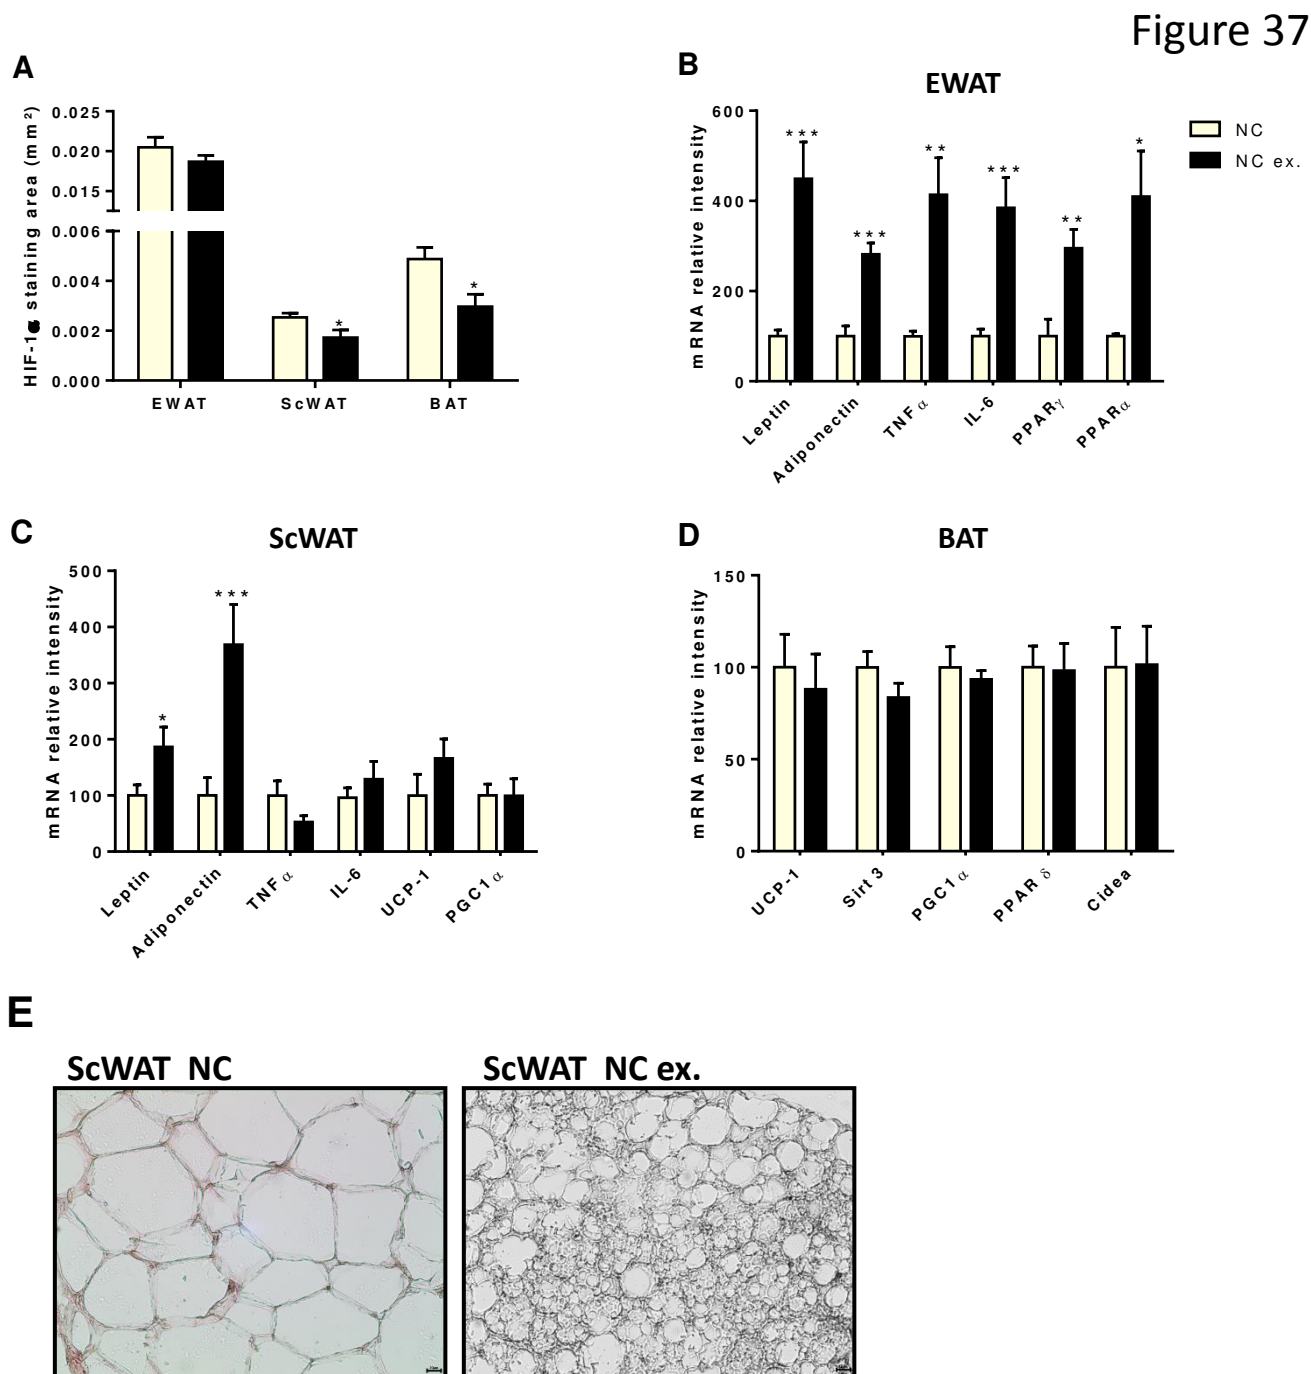 Figure 37
A
HIF-1α staining area (mm²)
0.025
0.020
0.015
0.006
0.004
0.002
0.000
*
*
EWAT ScWAT BAT
B
EWAT
mRNA relative intensity
600
400
200
0
*** *** ** *** ** *
Leptin Adiponectin TNFα IL-6 PPARγ PPARα
NC
NC ex.
C
ScWAT
mRNA relative intensity
500
400
300
200
100
0
* ***
Leptin Adiponectin TNFα IL-6 UCP-1 PGC1α
D
BAT
mRNA relative intensity
150
100
50
0
UCP-1 Sirt3 PGC1α PPARδ Cidea
E
ScWAT NC
ScWAT NC ex.